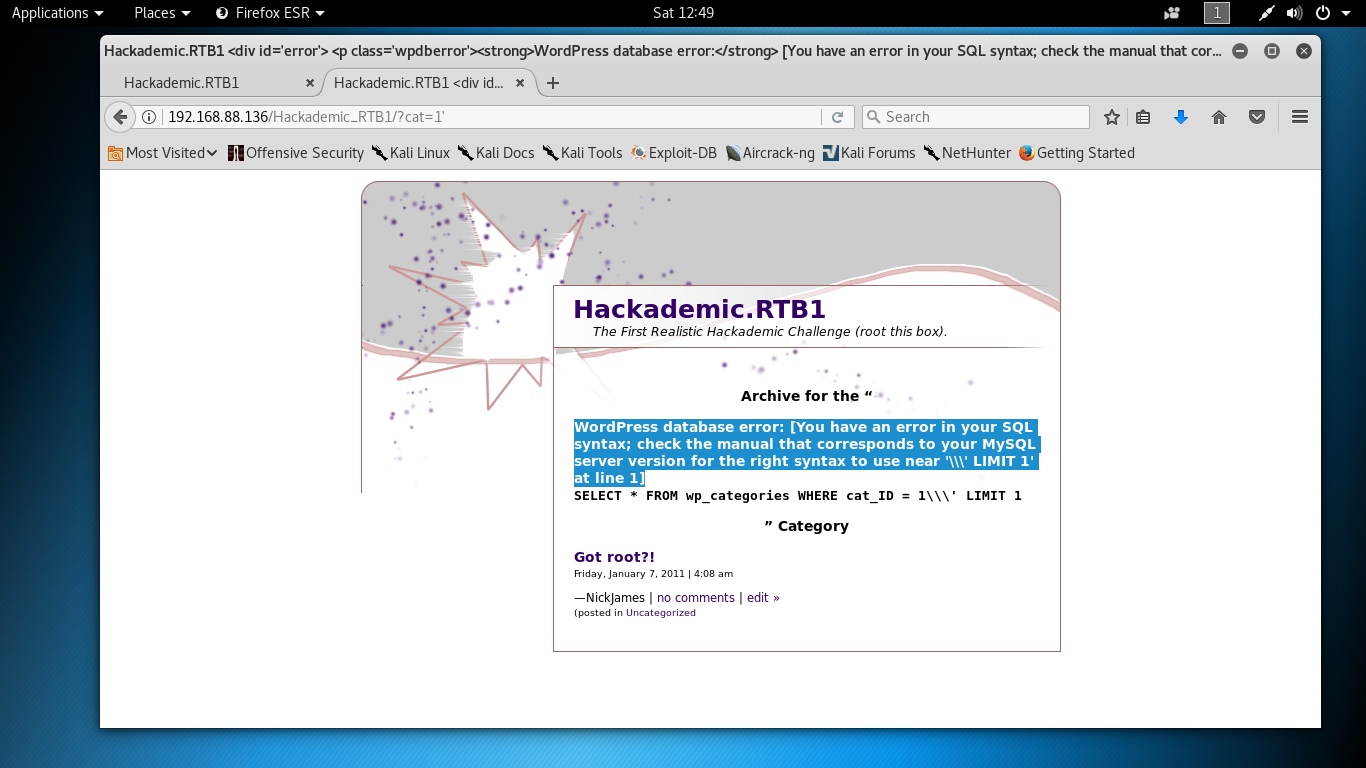 Applications Places Firefox ESR Sat 12:49 1
Hackademic.RTB1 <div id='error'> <p class='wpdberror'><strong>WordPress database error:</strong> [You have an error in your SQL syntax; check the manual that cor...
Hackademic.RTB1 Hackademic.RTB1 <div id...
192.168.88.136/Hackademic_RTB1/?cat=1' Search
Most Visited Offensive Security Kali Linux Kali Docs Kali Tools Exploit-DB Aircrack-ng Kali Forums NetHunter Getting Started
Hackademic.RTB1
The First Realistic Hackademic Challenge (root this box).
Archive for the “
WordPress database error: [You have an error in your SQL
syntax; check the manual that corresponds to your MySQL
server version for the right syntax to use near '\\\' LIMIT 1'
at line 1]
SELECT * FROM wp_categories WHERE cat_ID = 1\\\' LIMIT 1
” Category
Got root?!
Friday, January 7, 2011 | 4:08 am
—NickJames | no comments | edit »
(posted in Uncategorized